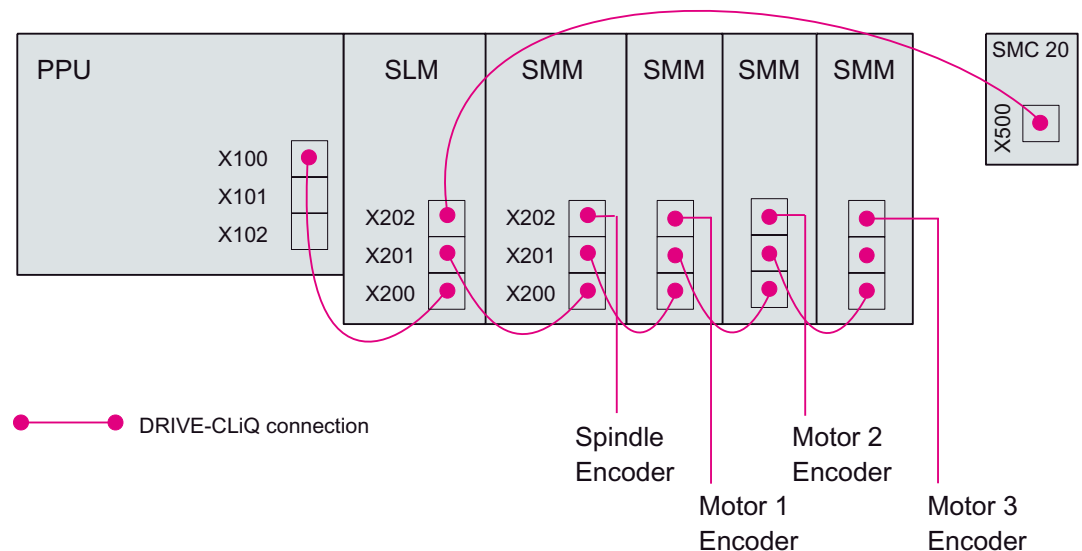 PPU
SLM
SMM
SMM
SMM
SMM
SMC 20
X500
X100
X101
X102
X202
X201
X200
X202
X201
X200
DRIVE-CLiQ connection
Spindle
Encoder
Motor 2
Encoder
Motor 1
Encoder
Motor 3
Encoder